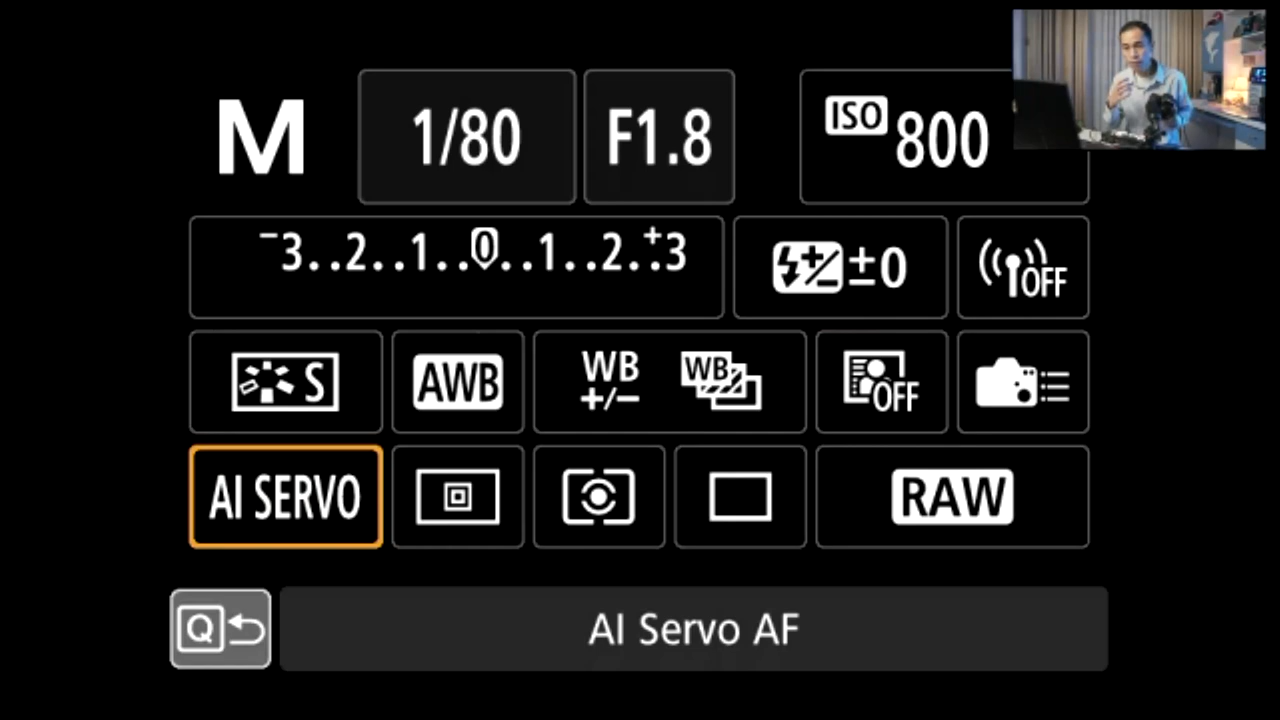 M 1/80 F1.8 ISO 800
-3..2..1..0..1..2..+3 ±0 OFF
S AWB WB +/- WB OFF
AI SERVO RAW
Q AI Servo AF